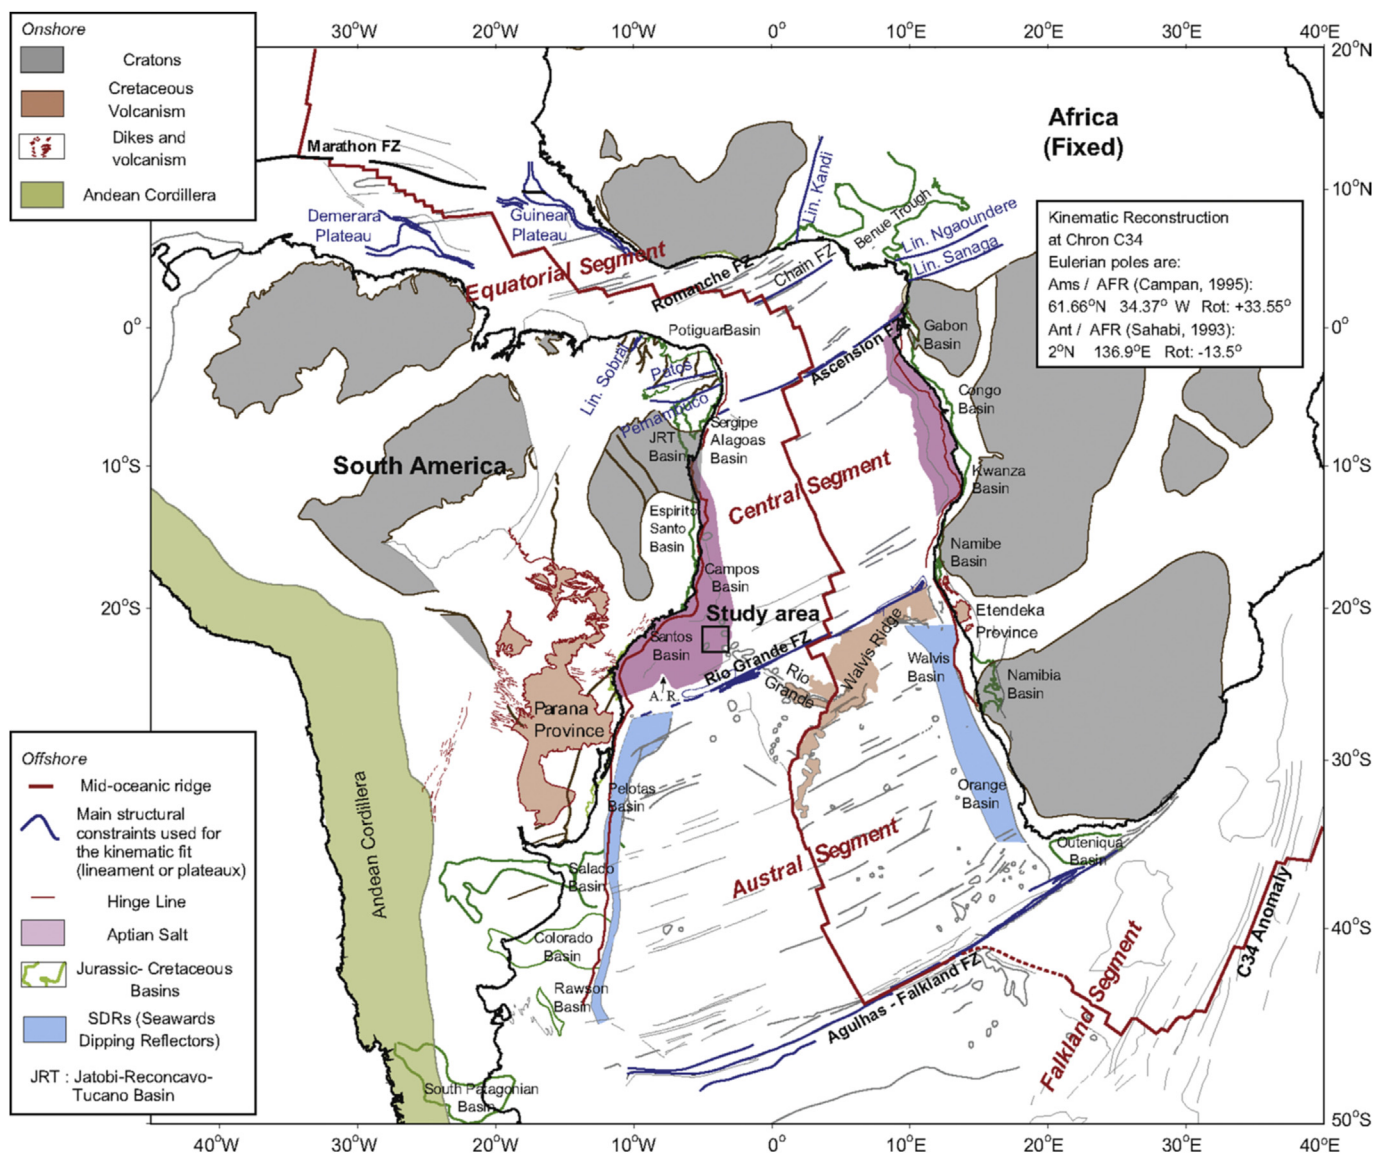 40°W
30°W
20°W
10°W
0°
10°E
20°E
30°E
40°E
20°N
10°N
0°
10°S
20°S
30°S
40°S
50°S
0°
10°S
20°S
40°W
30°W
20°W
10°W
0°
10°E
20°E
30°E
40°E
Onshore
Cratons
Cretaceous
Volcanism
Dikes and
volcanism
Andean Cordillera
Marathon FZ
Demerara
Plateau
Guinean
Plateau
Equatorial Segment
Romanche FZ
Chain FZ
Lin. Kandi
Benue Trough
Lin. Ngaoundere
Lin. Sanaga
Africa
(Fixed)
Kinematic Reconstruction
at Chron C34
Eulerian poles are:
Ams / AFR (Campan, 1995):
61.66°N 34.37° W Rot: +33.55°
Ant / AFR (Sahabi, 1993):
2°N 136.9°E Rot: -13.5°
PotiguarBasin
Lin. Sobral
Patos
Pernambuco
Ascension FZ
Gabon
Basin
Congo
Basin
Sergipe
Alagoas
Basin
JRT
Basin
South America
Central Segment
Kwanza
Basin
Espirito
Santo
Basin
Namibe
Basin
Campos
Basin
Study area
Santos
Basin
A. R.
Rio Grande FZ
Rio
Grande
Walvis Ridge
Etendeka
Province
Walvis
Basin
Namibia
Basin
Parana
Province
Pelotas
Basin
Orange
Basin
Outeniqua
Basin
Austral Segment
Andean Cordillera
Salado
Basin
Colorado
Basin
Rawson
Basin
Agulhas - Falkland FZ
Falkland Segment
C34 Anomaly
South Patagonian
Basin
Offshore
Mid-oceanic ridge
Main structural
constraints used for
the kinematic fit
(lineament or plateaux)
Hinge Line
Aptian Salt
Jurassic- Cretaceous
Basins
SDRs (Seawards
Dipping Reflectors)
JRT : Jatobi-Reconcavo-
Tucano Basin